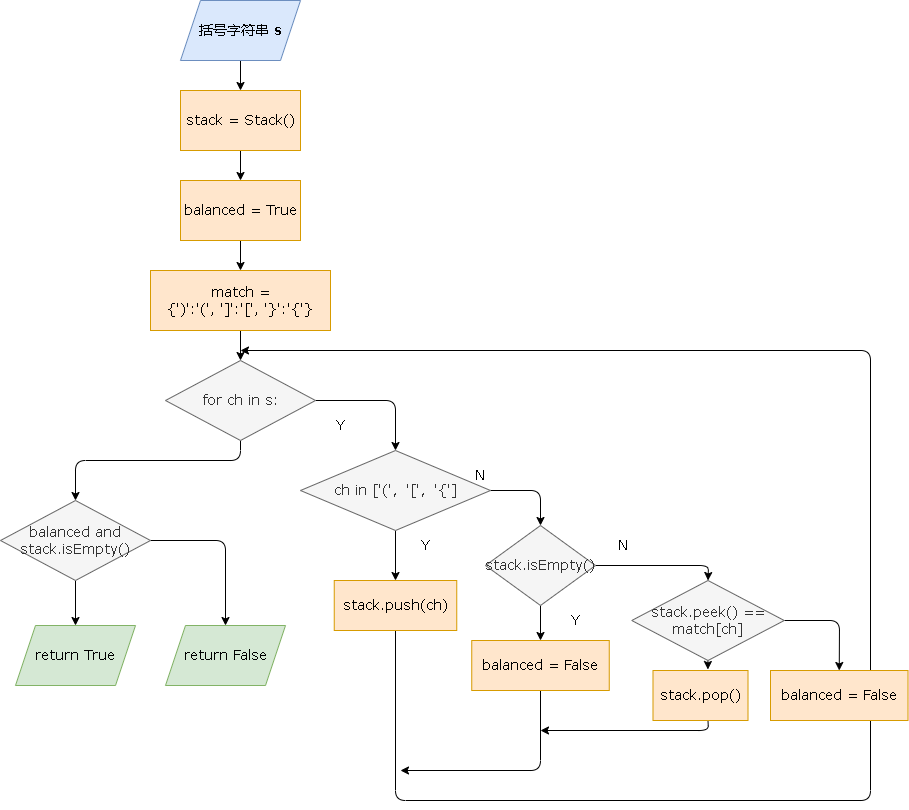 括号字符串 s
stack = Stack()
balanced = True
match =
{')':'(', ']':'[', '}':'{'}
for ch in s:
Y
ch in ['(', '[', '{']
N
balanced and
stack.isEmpty()
Y
stack.isEmpty()
N
stack.push(ch)
Y
stack.peek() ==
match[ch]
return True
return False
balanced = False
stack.pop()
balanced = False